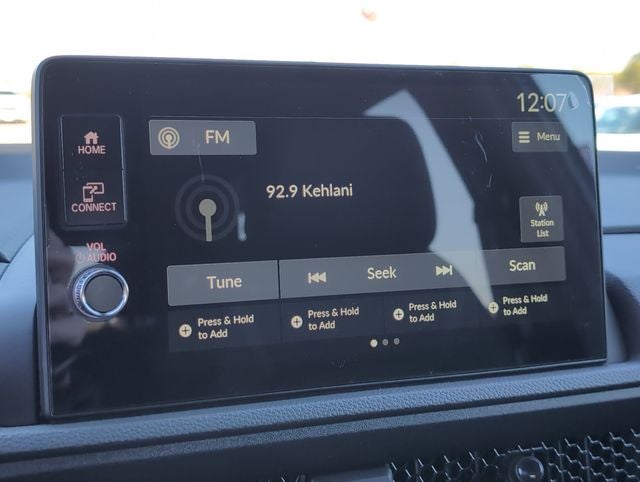 12:07
HOME
FM
Menu
92.9 Kehlani
CONNECT
Station
List
VOL
AUDIO
Tune
Seek
Scan
Press & Hold
to Add
Press & Hold
to Add
Press & Hold
to Add
Press & Hold
to Add